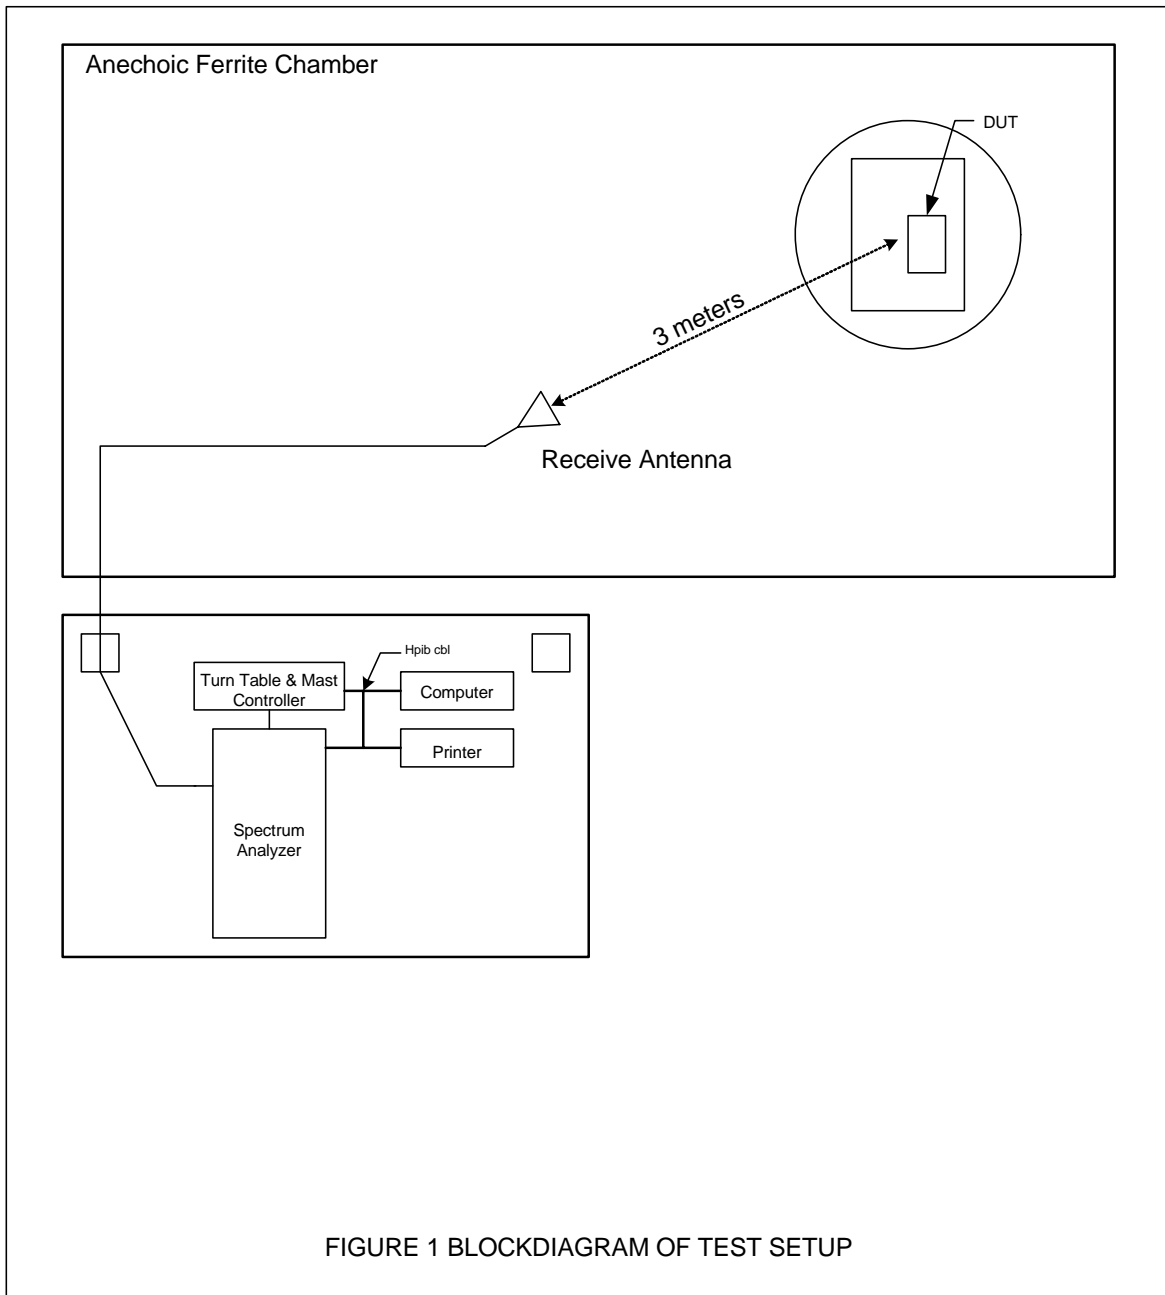 Anechoic Ferrite Chamber
DUT
3 meters
Receive Antenna
Hpib cbl
Turn Table & Mast
Controller
Computer
Printer
Spectrum
Analyzer
FIGURE 1 BLOCKDIAGRAM OF TEST SETUP